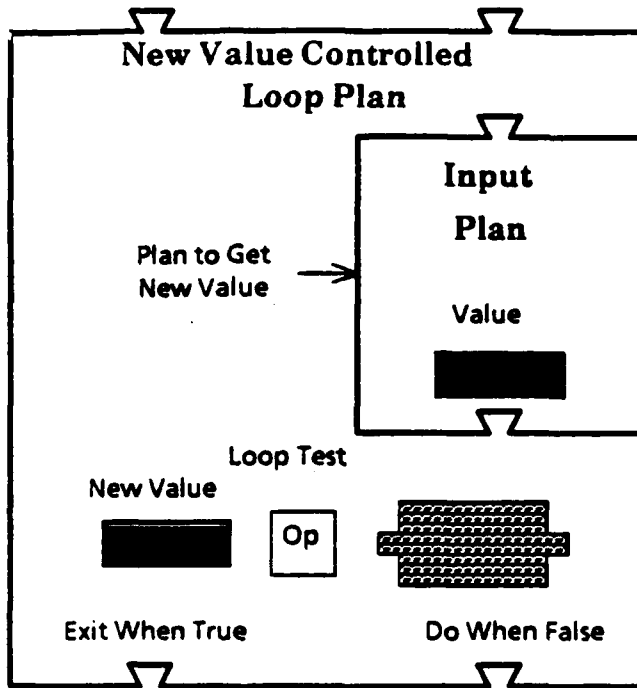 New Value Controlled
Loop Plan
Input
Plan
Plan to Get
New Value
Value
Loop Test
New Value
Op
Exit When True
Do When False